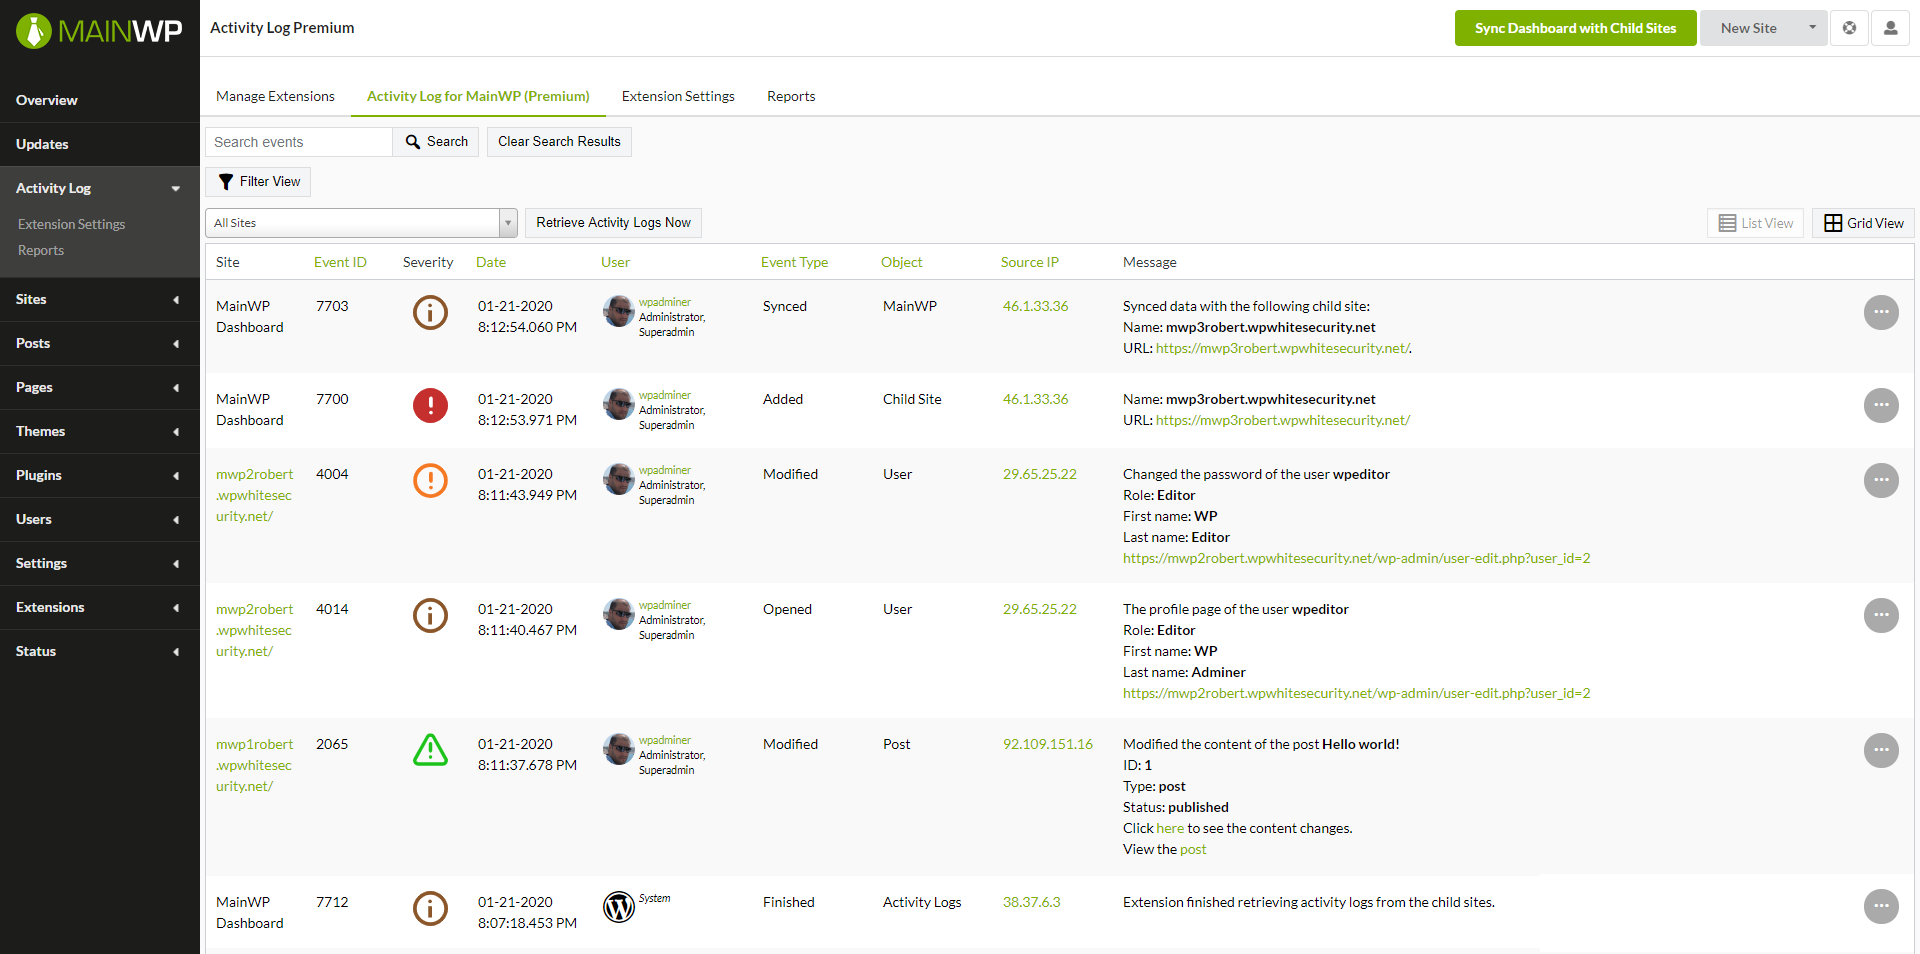 MAINWP
Activity Log Premium
Sync Dashboard with Child Sites
New Site
Overview
Updates
Activity Log
Extension Settings
Reports
Sites
Posts
Pages
Themes
Plugins
Users
Settings
Extensions
Status
Manage Extensions
Activity Log for MainWP (Premium)
Extension Settings
Reports
Search events
Search
Clear Search Results
Filter View
All Sites
Retrieve Activity Logs Now
List View
Grid View
Site Event ID Severity Date User Event Type Object Source IP Message
MainWP
Dashboard
7703
01-21-2020
8:12:54.060 PM
wpadminer
Administrator,
Superadmin
Synced
MainWP
46.1.33.36
Synced data with the following child site:
Name: mwp3robert.wpwhitesecurity.net
URL: https://mwp3robert.wpwhitesecurity.net/.
MainWP
Dashboard
7700
01-21-2020
8:12:53.971 PM
wpadminer
Administrator,
Superadmin
Added
Child Site
46.1.33.36
Name: mwp3robert.wpwhitesecurity.net
URL: https://mwp3robert.wpwhitesecurity.net/
mwp2robert
.wpwhitesec
urity.net/
4004
01-21-2020
8:11:43.949 PM
wpadminer
Administrator,
Superadmin
Modified
User
29.65.25.22
Changed the password of the user wpeditor
Role: Editor
First name: WP
Last name: Editor
https://mwp2robert.wpwhitesecurity.net/wp-admin/user-edit.php?user_id=2
mwp2robert
.wpwhitesec
urity.net/
4014
01-21-2020
8:11:40.467 PM
wpadminer
Administrator,
Superadmin
Opened
User
29.65.25.22
The profile page of the user wpeditor
Role: Editor
First name: WP
Last name: Adminer
https://mwp2robert.wpwhitesecurity.net/wp-admin/user-edit.php?user_id=2
mwp1robert
.wpwhitesec
urity.net/
2065
01-21-2020
8:11:37.678 PM
wpadminer
Administrator,
Superadmin
Modified
Post
92.109.151.16
Modified the content of the post Hello world!
ID: 1
Type: post
Status: published
Click here to see the content changes.
View the post
MainWP
Dashboard
7712
01-21-2020
8:07:18.453 PM
System
Finished
Activity Logs
38.37.6.3
Extension finished retrieving activity logs from the child sites.